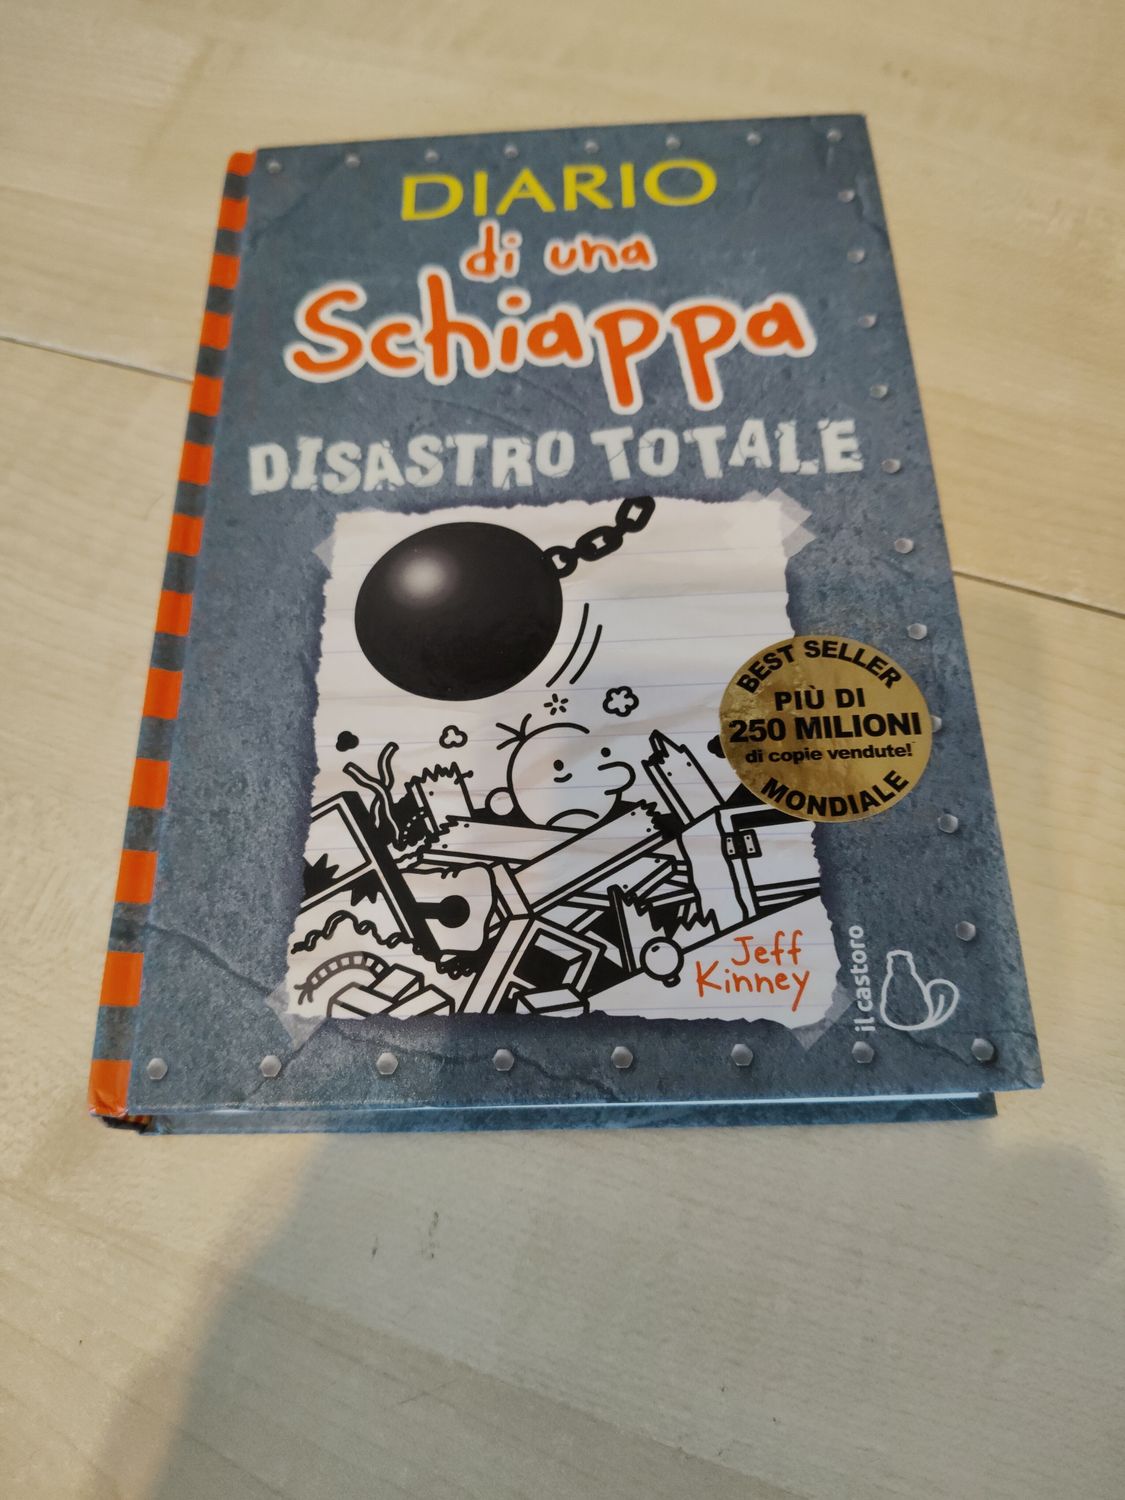 DIARIO
di una
Schiappa
DISASTRO TOTALE
BEST SELLER
PIÙ DI
250 MILIONI
di copie vendute!
MONDIALE
Jeff
Kinney
il castoro